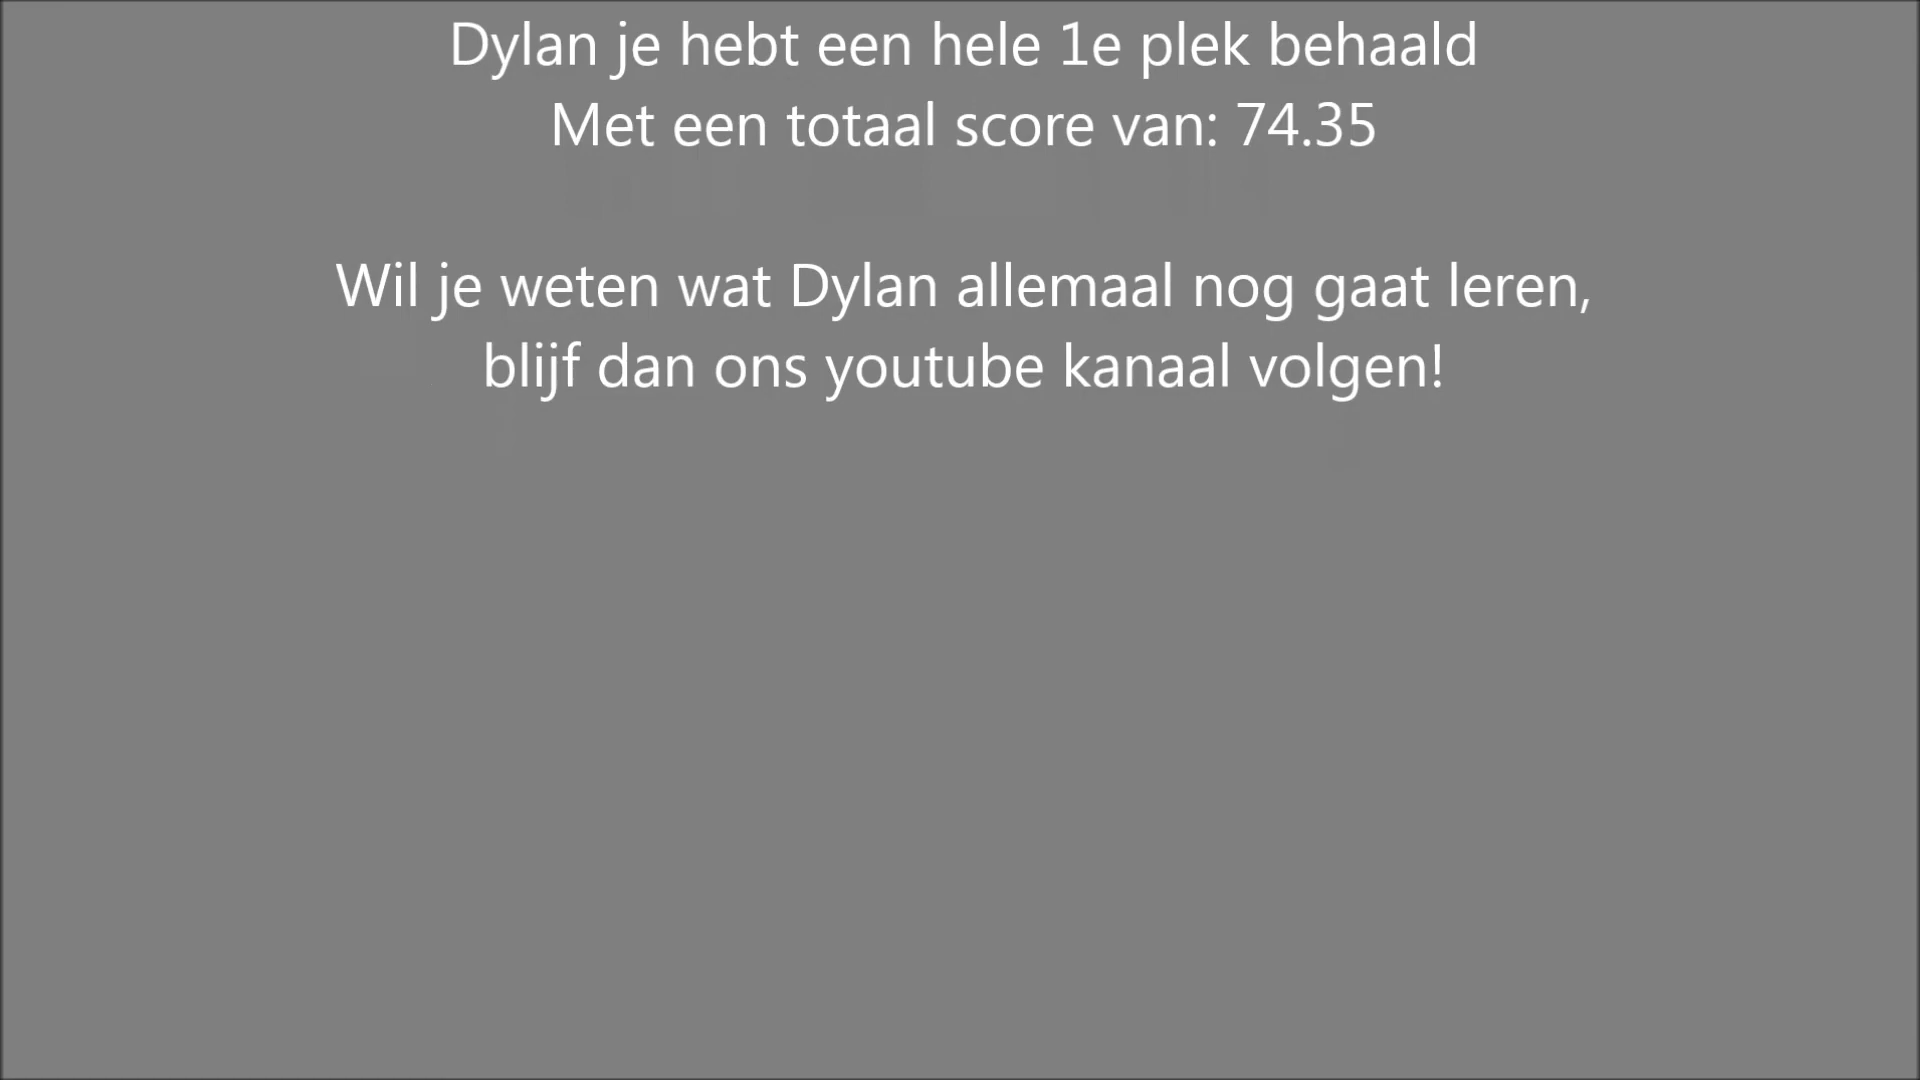 Dylan je hebt een hele 1e plek behaald
Met een totaal score van: 74.35
Wil je weten wat Dylan allemaal nog gaat leren,
blijf dan ons youtube kanaal volgen!